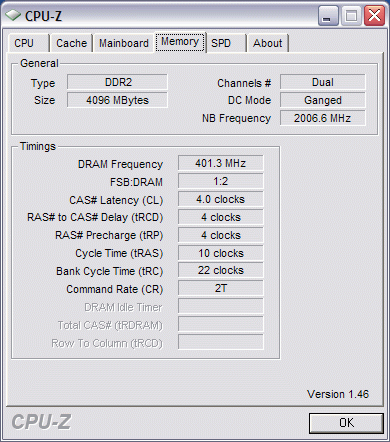 CPU-Z
CPU Cache Mainboard Memory SPD About
General
Type DDR2 Channels # Dual
Size 4096 MBytes DC Mode Ganged
NB Frequency 2006.6 MHz
Timings
DRAM Frequency 401.3 MHz
FSB:DRAM 1:2
CAS# Latency (CL) 4.0 clocks
RAS# to CAS# Delay (tRCD) 4 clocks
RAS# Precharge (tRP) 4 clocks
Cycle Time (tRAS) 10 clocks
Bank Cycle Time (tRC) 22 clocks
Command Rate (CR) 2T
DRAM Idle Timer
Total CAS# (tRDRAM)
Row To Column (tRCD)
Version 1.46
CPU-Z OK